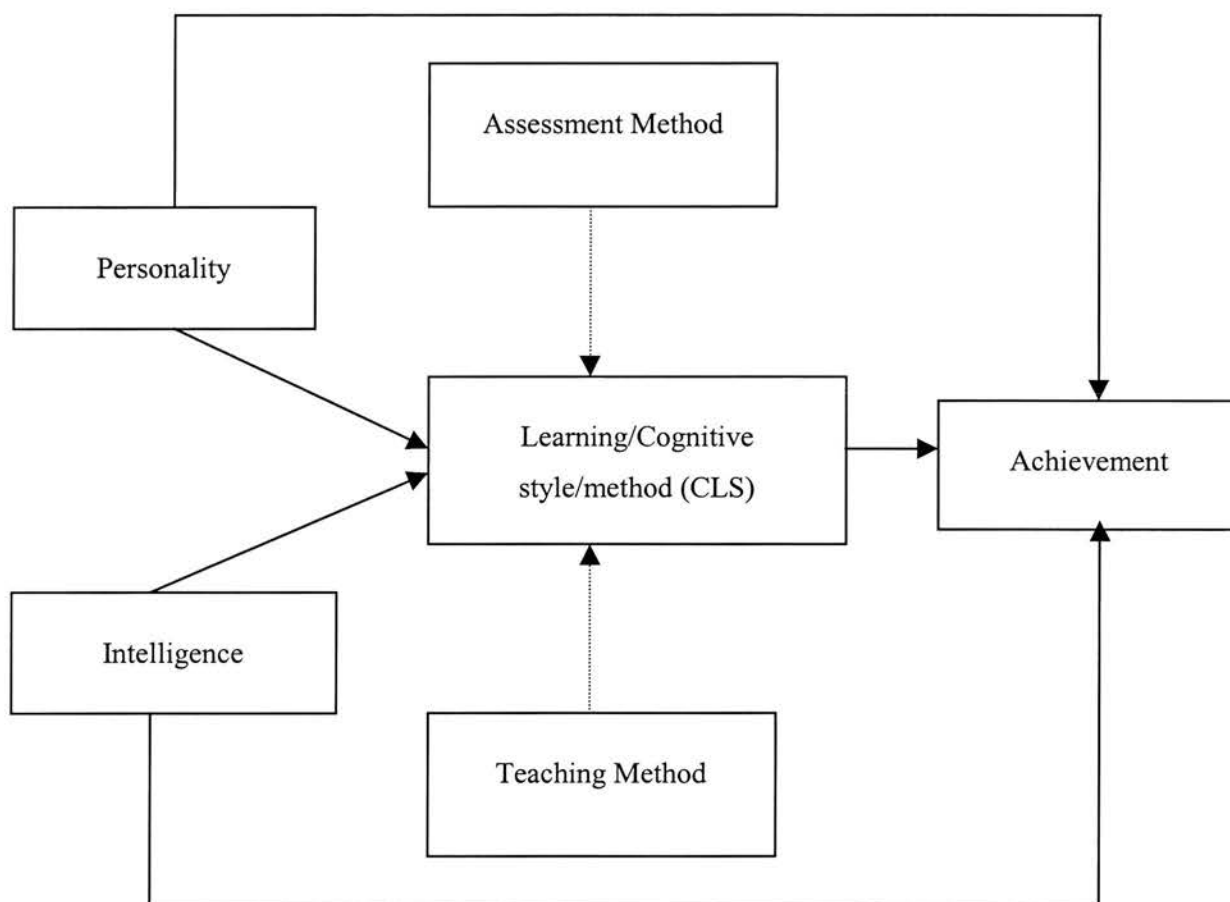 Assessment Method
Personality
Learning/Cognitive
style/method (CLS)
Achievement
Intelligence
Teaching Method